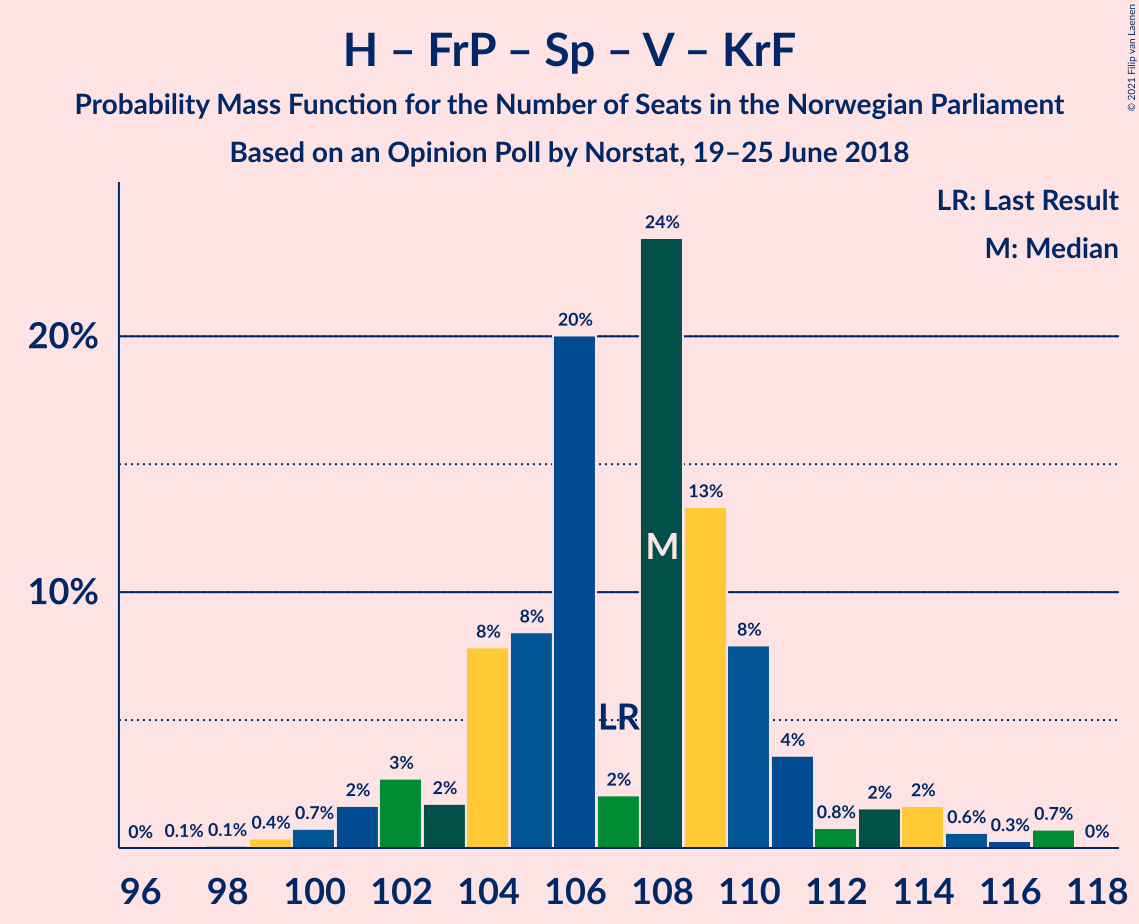 H – FrP – Sp – V – KrF
Probability Mass Function for the Number of Seats in the Norwegian Parliament
Based on an Opinion Poll by Norstat, 19–25 June 2018
© 2021 Filip van Laenen
LR: Last Result
M: Median
20%
10%
0% 0.1% 0.1% 0.4% 0.7% 2% 3% 2% 8% 8% 20% 2% 24% 13% 8% 4% 0.8% 2% 2% 0.6% 0.3% 0.7% 0%
LR
M
96 98 100 102 104 106 108 110 112 114 116 118